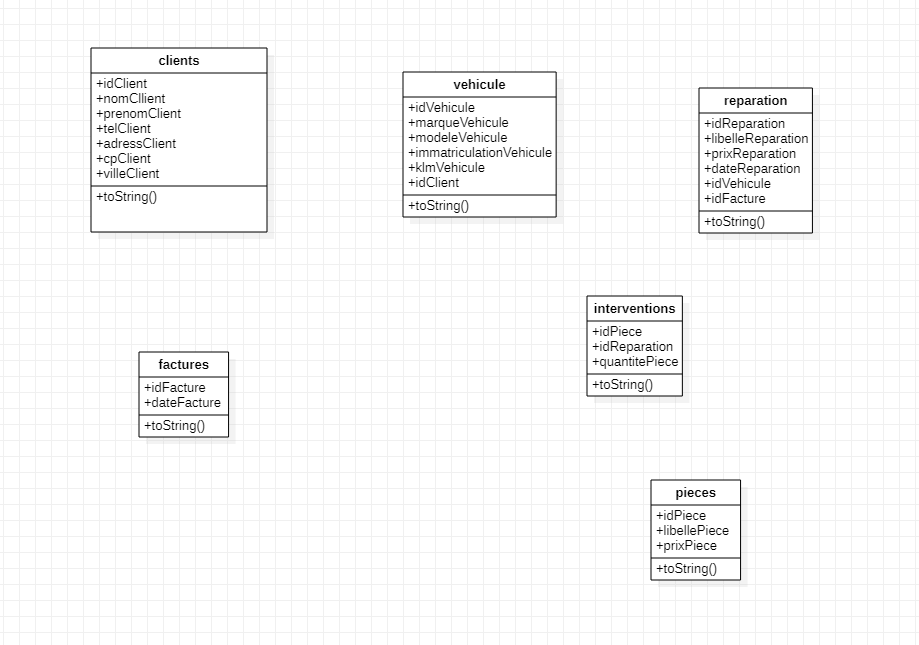 clients
+idClient
+nomCllient
+prenomClient
+telClient
+adressClient
+cpClient
+villeClient
+toString()
vehicule
+idVehicule
+marqueVehicule
+modeleVehicule
+immatriculationVehicule
+klmVehicule
+idClient
+toString()
reparation
+idReparation
+libelleReparation
+prixReparation
+dateReparation
+idVehicule
+idFacture
+toString()
interventions
+idPiece
+idReparation
+quantitePiece
+toString()
factures
+idFacture
+dateFacture
+toString()
pieces
+idPiece
+libellePiece
+prixPiece
+toString()